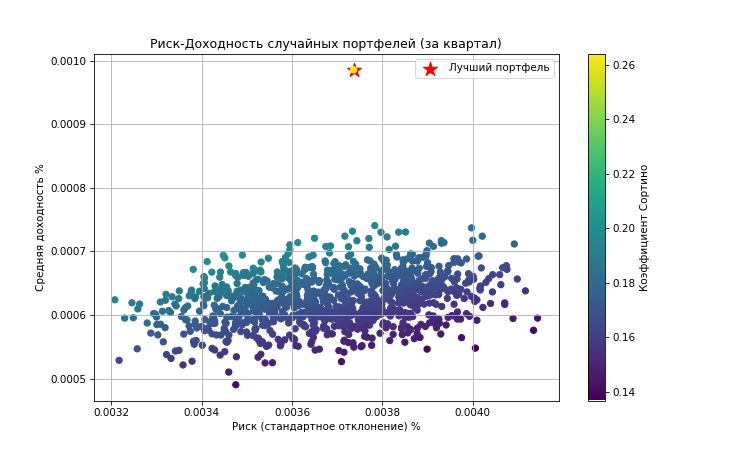 Риск-Доходность случайных портфелей (за квартал)
Лучший портфель
Средняя доходность %
0.0010
0.0009
0.0008
0.0007
0.0006
0.0005
0.0032 0.0034 0.0036 0.0038 0.0040
Риск (стандартное отклонение) %
0.26
0.24
0.22
0.20
0.18
0.16
0.14
Коэффициент Сортино